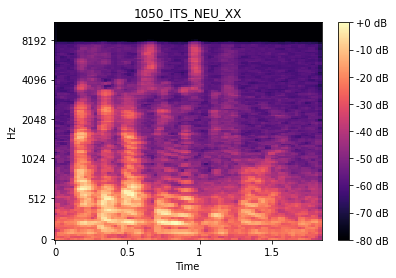 1050_ITS_NEU_XX
+0 dB
8192
-10 dB
-20 dB
4096
-30 dB
Hz
2048
-40 dB
1024
-50 dB
-60 dB
512
-70 dB
0
-80 dB
0
0.5
1
1.5
Time